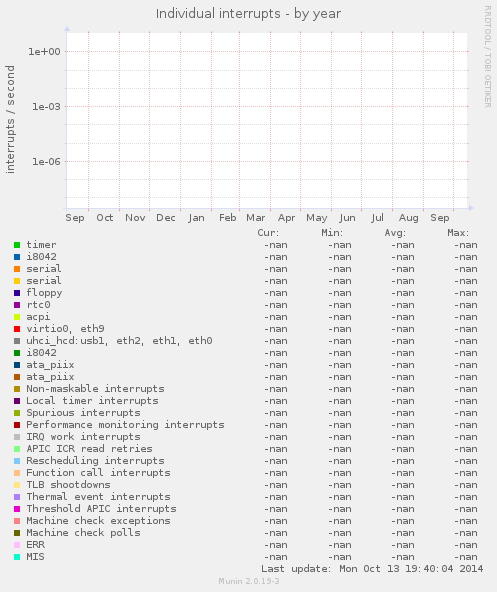 Individual interrupts - by year
RRDTOOL / TOBI OETIKER
interrupts / second
1e+00
1e-03
1e-06
Sep Oct Nov Dec Jan Feb Mar Apr May Jun Jul Aug Sep
Cur: Min: Avg: Max:
timer -nan -nan -nan -nan
i8042 -nan -nan -nan -nan
serial -nan -nan -nan -nan
serial -nan -nan -nan -nan
floppy -nan -nan -nan -nan
rtc0 -nan -nan -nan -nan
acpi -nan -nan -nan -nan
virtio0, eth9 -nan -nan -nan -nan
uhci_hcd:usb1, eth2, eth1, eth0 -nan -nan -nan -nan
i8042 -nan -nan -nan -nan
ata_piix -nan -nan -nan -nan
ata_piix -nan -nan -nan -nan
Non-maskable interrupts -nan -nan -nan -nan
Local timer interrupts -nan -nan -nan -nan
Spurious interrupts -nan -nan -nan -nan
Performance monitoring interrupts -nan -nan -nan -nan
IRQ work interrupts -nan -nan -nan -nan
APIC ICR read retries -nan -nan -nan -nan
Rescheduling interrupts -nan -nan -nan -nan
Function call interrupts -nan -nan -nan -nan
TLB shootdowns -nan -nan -nan -nan
Thermal event interrupts -nan -nan -nan -nan
Threshold APIC interrupts -nan -nan -nan -nan
Machine check exceptions -nan -nan -nan -nan
Machine check polls -nan -nan -nan -nan
ERR -nan -nan -nan -nan
MIS -nan -nan -nan -nan
Last update: Mon Oct 13 19:40:04 2014
Munin 2.0.19-3